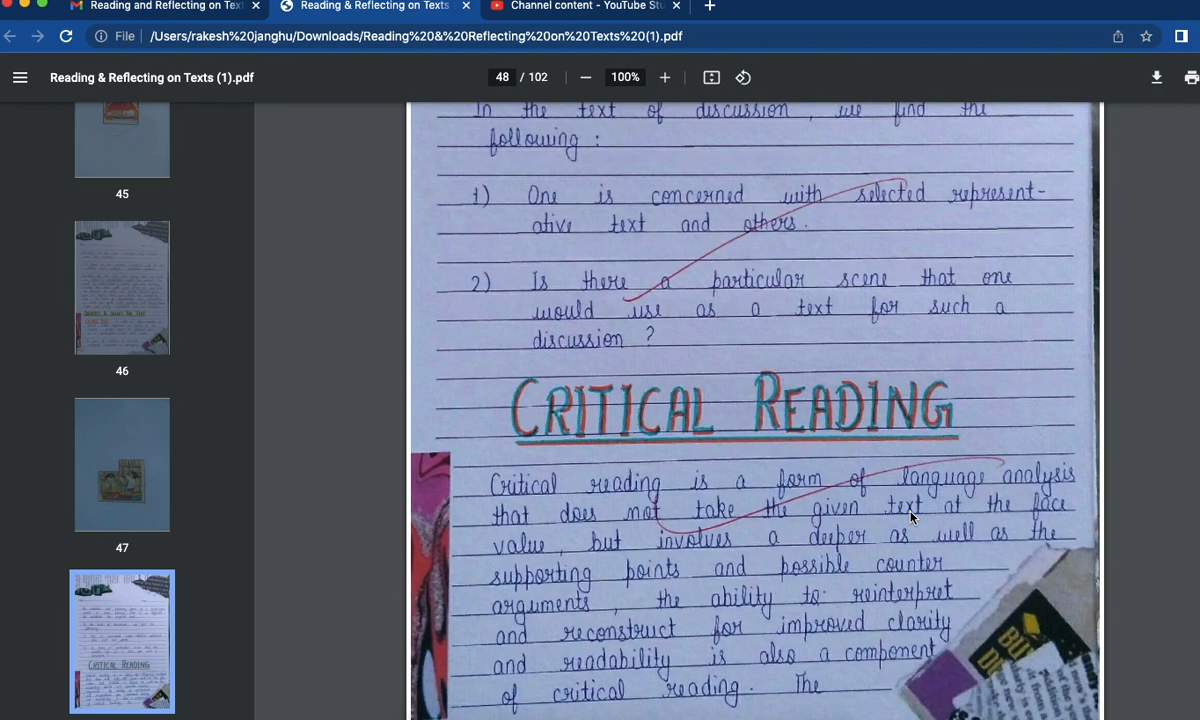 Reading and Reflecting on Tex
Reading & Reflecting on Texts
Channel content - YouTube Stu
File
/Users/rakesh%20janghu/Downloads/Reading%20&%20Reflecting%20on%20Texts%20(1).pdf
Reading & Reflecting on Texts (1).pdf
48 / 102
100%
45
46
47
In the text of discussion, we find the
following :
1) One is concerned with selected represent-
ative text and others.
2) Is there a particular scene that one
would use as a text for such a
discussion ?
CRITICAL READING
Critical reading is a form of language analysis
that does not take the given text at the face
value, but involves a deeper as well as the
supporting points and possible counter
arguments, the ability to reinterpret
and reconstruct for improved clarity
and readability is also a component
of critical reading. The
CRITICAL READING